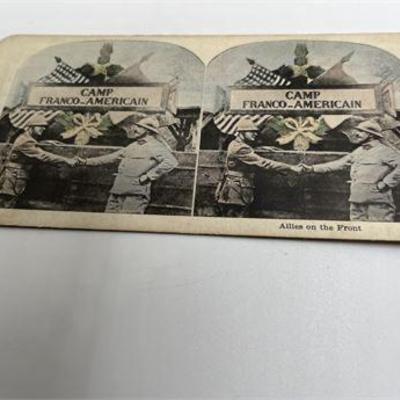 CAMP
FRANCO-AMERICAIN
CAMP
FRANCO-AMERICAIN
Allies on the Front